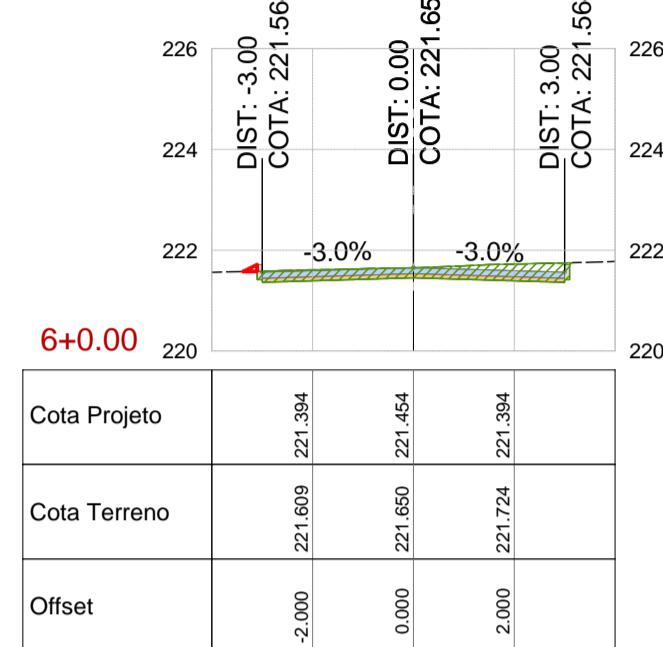 DIST: -3.00
COTA: 221.56
DIST: 0.00
COTA: 221.65
DIST: 3.00
COTA: 221.56
226
226
224
224
222
-3.0%
-3.0%
222
6+0.00
220
220
Cota Projeto
221.394
221.454
221.394
Cota Terreno
221.609
221.650
221.724
Offset
-2.000
0.000
2.000